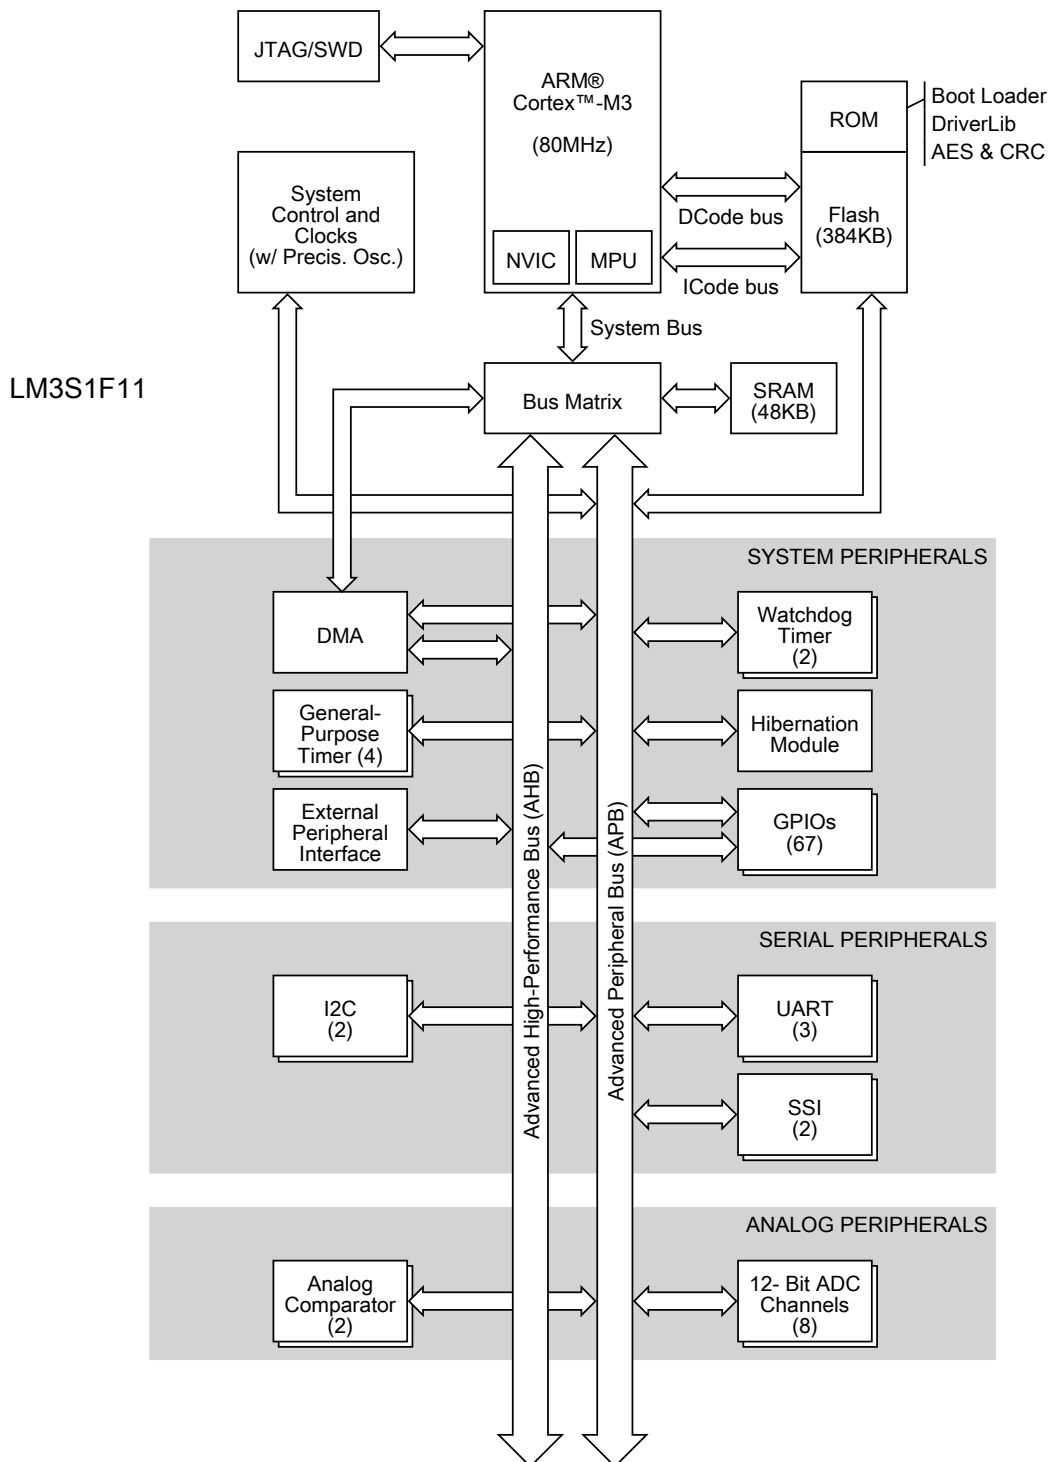 JTAG/SWD
ARM®
Cortex™-M3
(80MHz)
NVIC
MPU
ROM
Boot Loader
DriverLib
AES & CRC
Flash
(384KB)
DCode bus
ICode bus
System
Control and
Clocks
(w/ Precis. Osc.)
System Bus
LM3S1F11
Bus Matrix
SRAM
(48KB)
SYSTEM PERIPHERALS
DMA
Watchdog
Timer
(2)
General-
Purpose
Timer (4)
Hibernation
Module
External
Peripheral
Interface
GPIOs
(67)
Advanced High-Performance Bus (AHB)
Advanced Peripheral Bus (APB)
SERIAL PERIPHERALS
I2C
(2)
UART
(3)
SSI
(2)
ANALOG PERIPHERALS
Analog
Comparator
(2)
12- Bit ADC
Channels
(8)